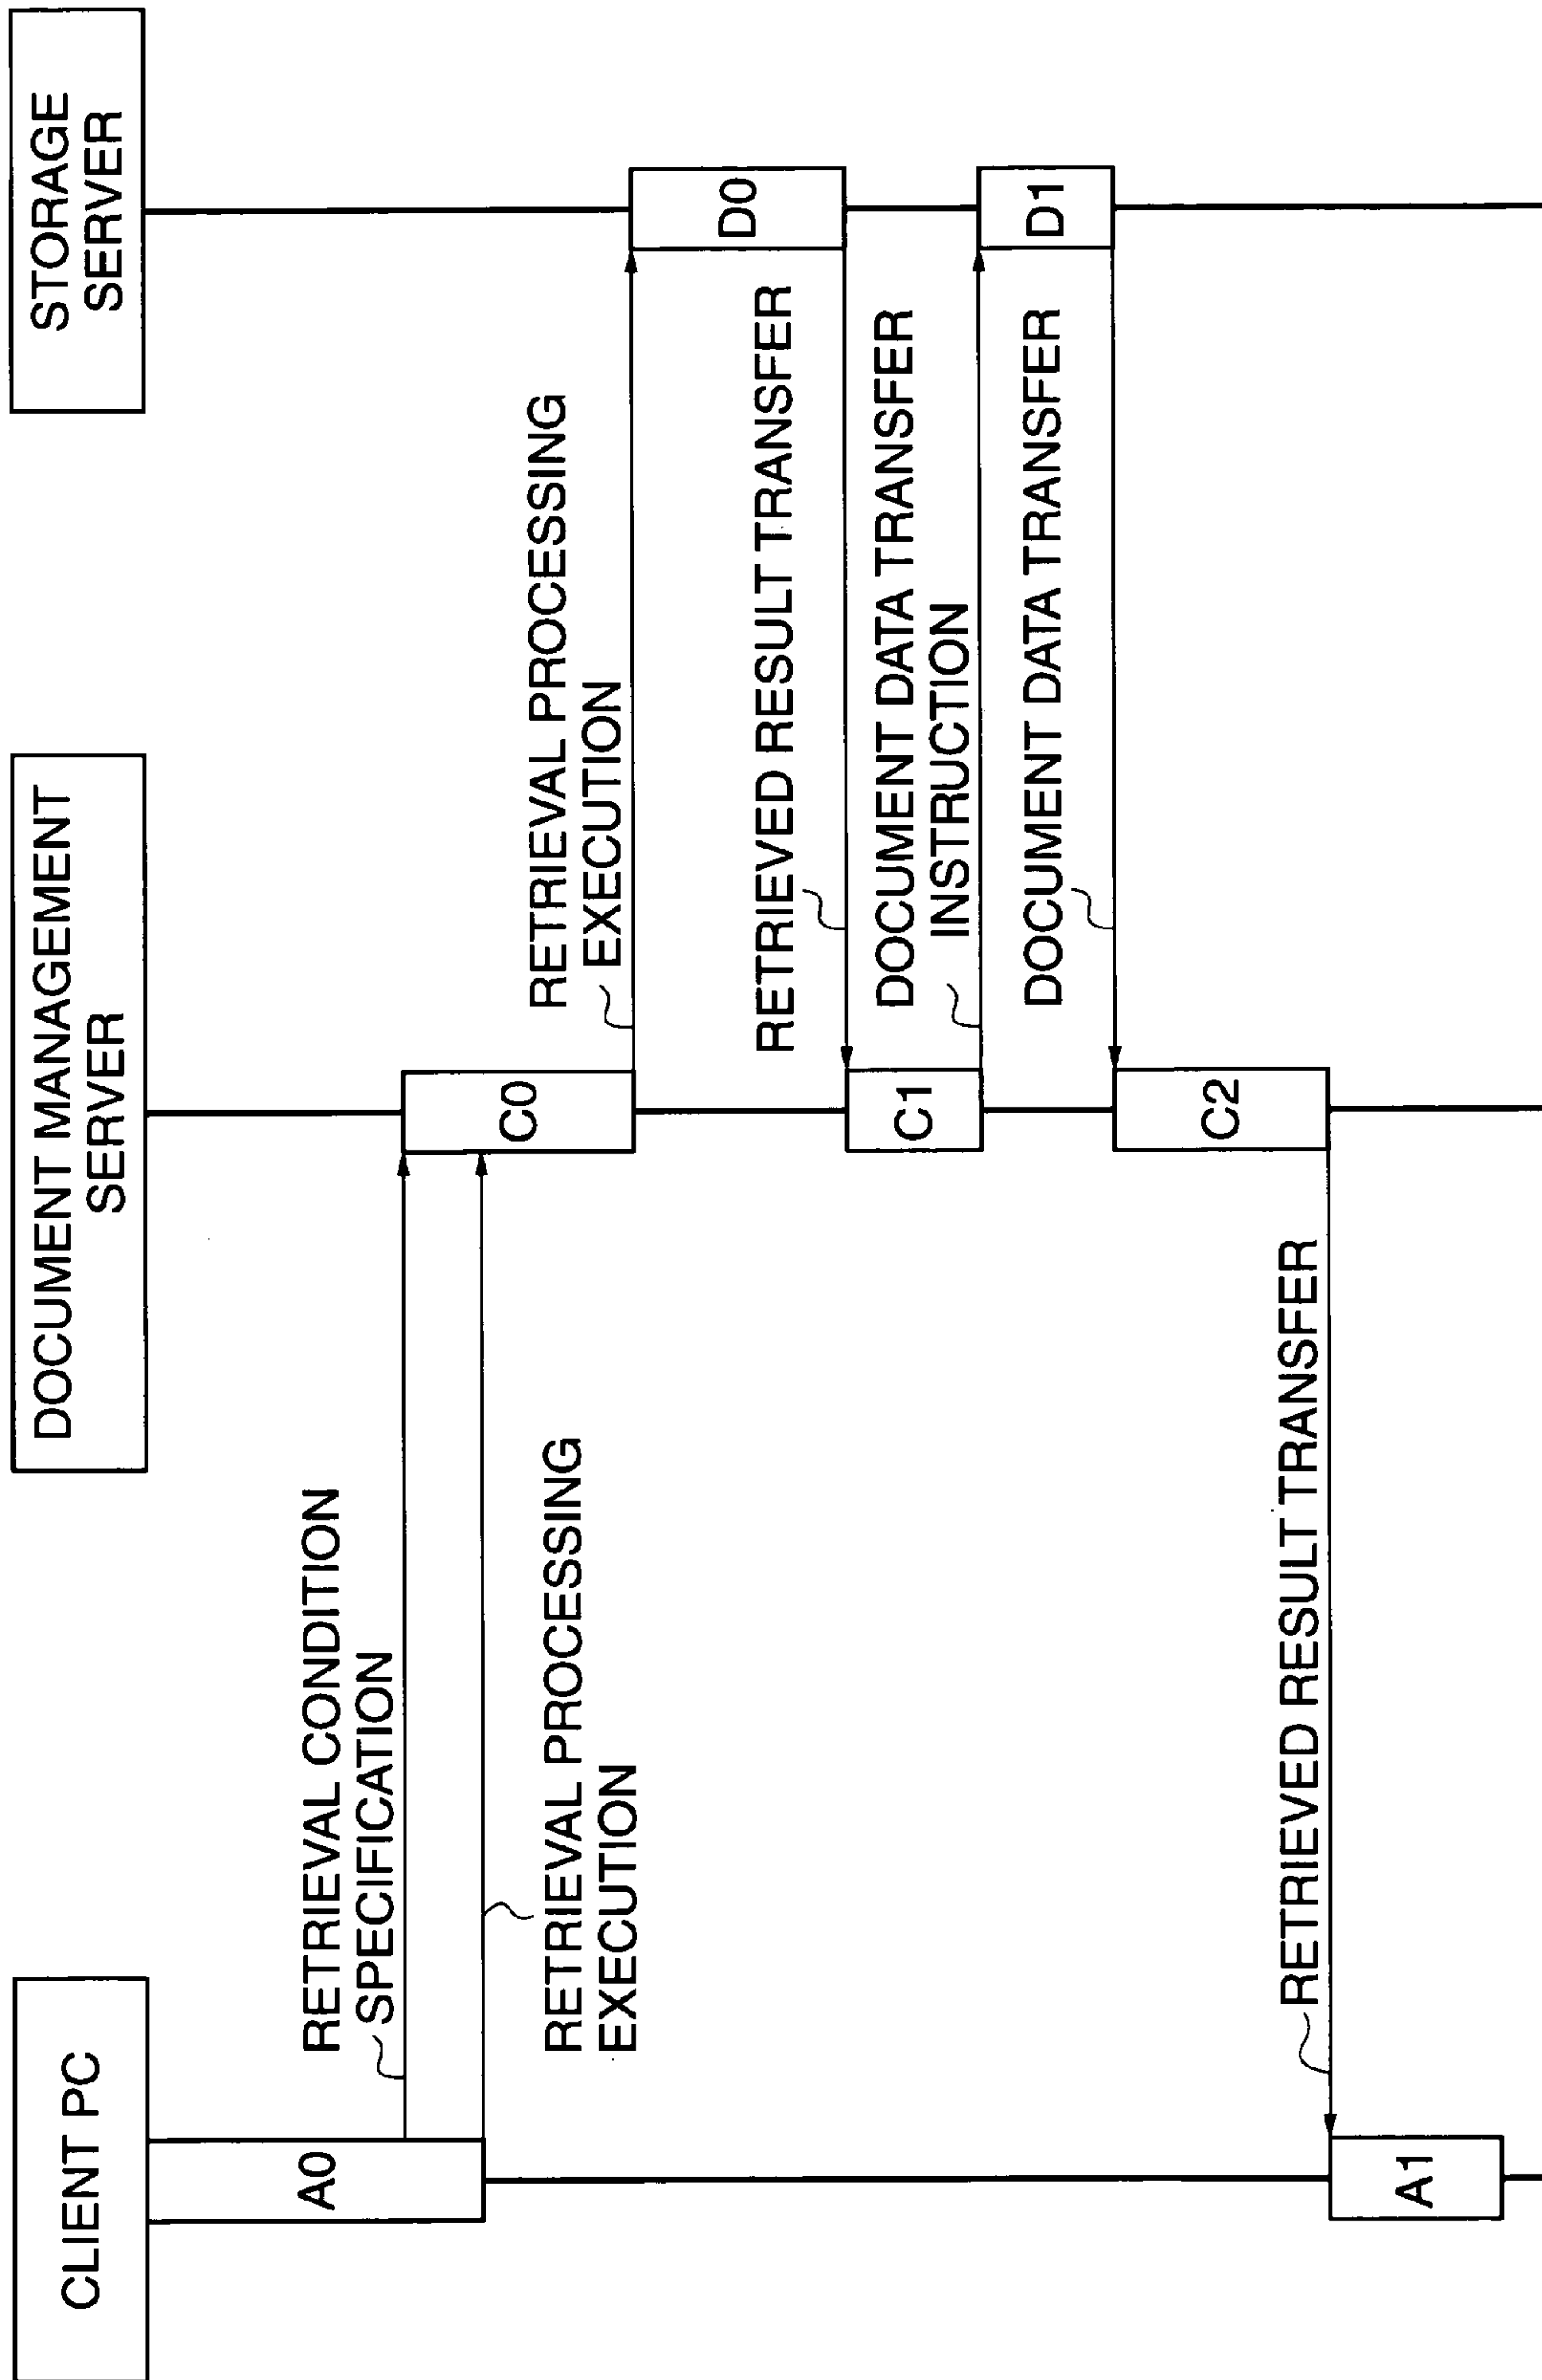 CLIENT PC
DOCUMENT MANAGEMENT
SERVER
STORAGE
SERVER
A0
RETRIEVAL CONDITION
SPECIFICATION
RETRIEVAL PROCESSING
EXECUTION
C0
RETRIEVAL PROCESSING
EXECUTION
D0
RETRIEVED RESULT TRANSFER
C1
DOCUMENT DATA TRANSFER
INSTRUCTION
D1
DOCUMENT DATA TRANSFER
C2
RETRIEVED RESULT TRANSFER
A1